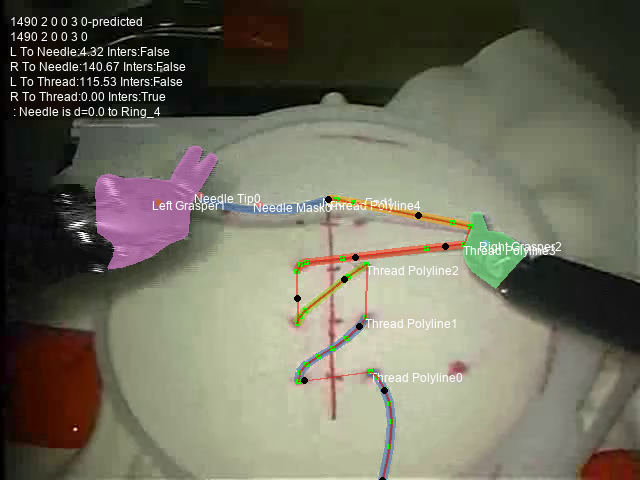 1490 2 0 0 3 0-predicted
1490 2 0 0 3 0
L To Needle:4.32 Inters:False
R To Needle:140.67 Inters:False
L To Thread:115.53 Inters:False
R To Thread:0.00 Inters:True
: Needle is d=0.0 to Ring_4
Needle Tip0
Left Grasper1
Needle Mask0
Thread Polyline4
Right Grasper2
Thread Polyline3
Thread Polyline2
Thread Polyline1
Thread Polyline0